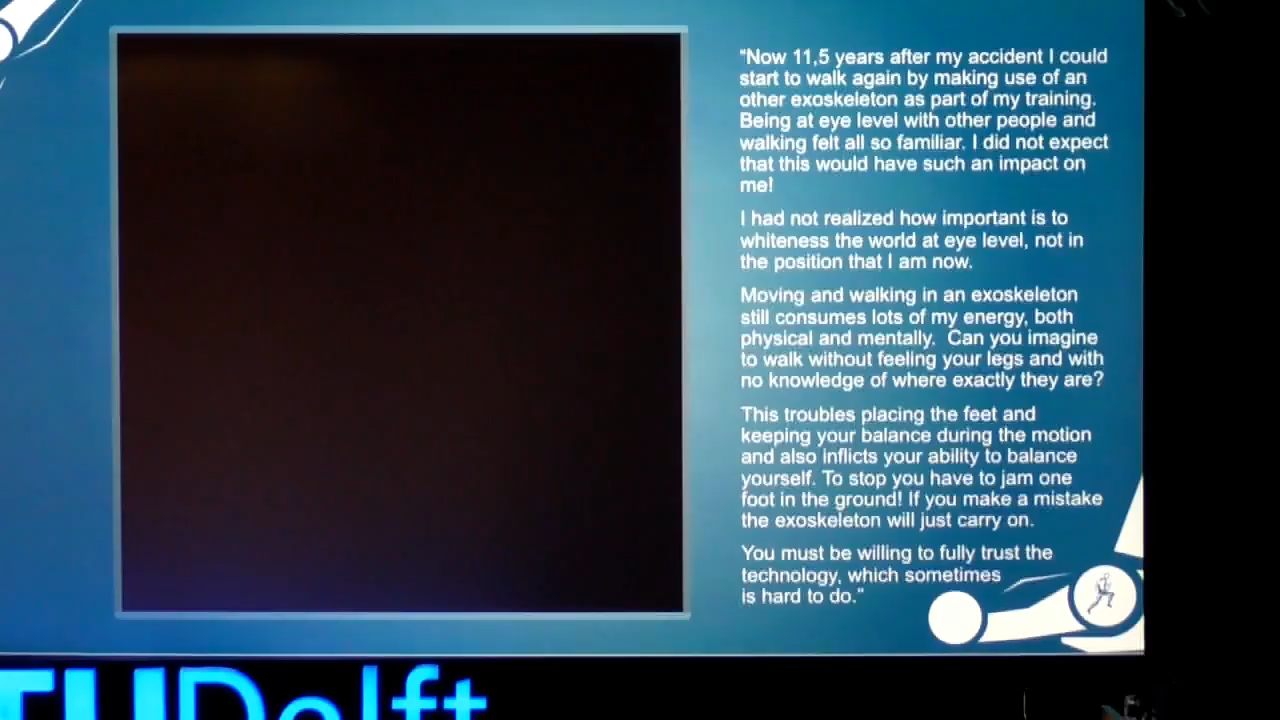 “Now 11,5 years after my accident I could
start to walk again by making use of an
other exoskeleton as part of my training.
Being at eye level with other people and
walking felt all so familiar. I did not expect
that this would have such an impact on
me!
I had not realized how important is to
whiteness the world at eye level, not in
the position that I am now.
Moving and walking in an exoskeleton
still consumes lots of my energy, both
physical and mentally.  Can you imagine
to walk without feeling your legs and with
no knowledge of where exactly they are?
This troubles placing the feet and
keeping your balance during the motion
and also inflicts your ability to balance
yourself. To stop you have to jam one
foot in the ground! If you make a mistake
the exoskeleton will just carry on.
You must be willing to fully trust the
technology, which sometimes
is hard to do.”
TUDelft